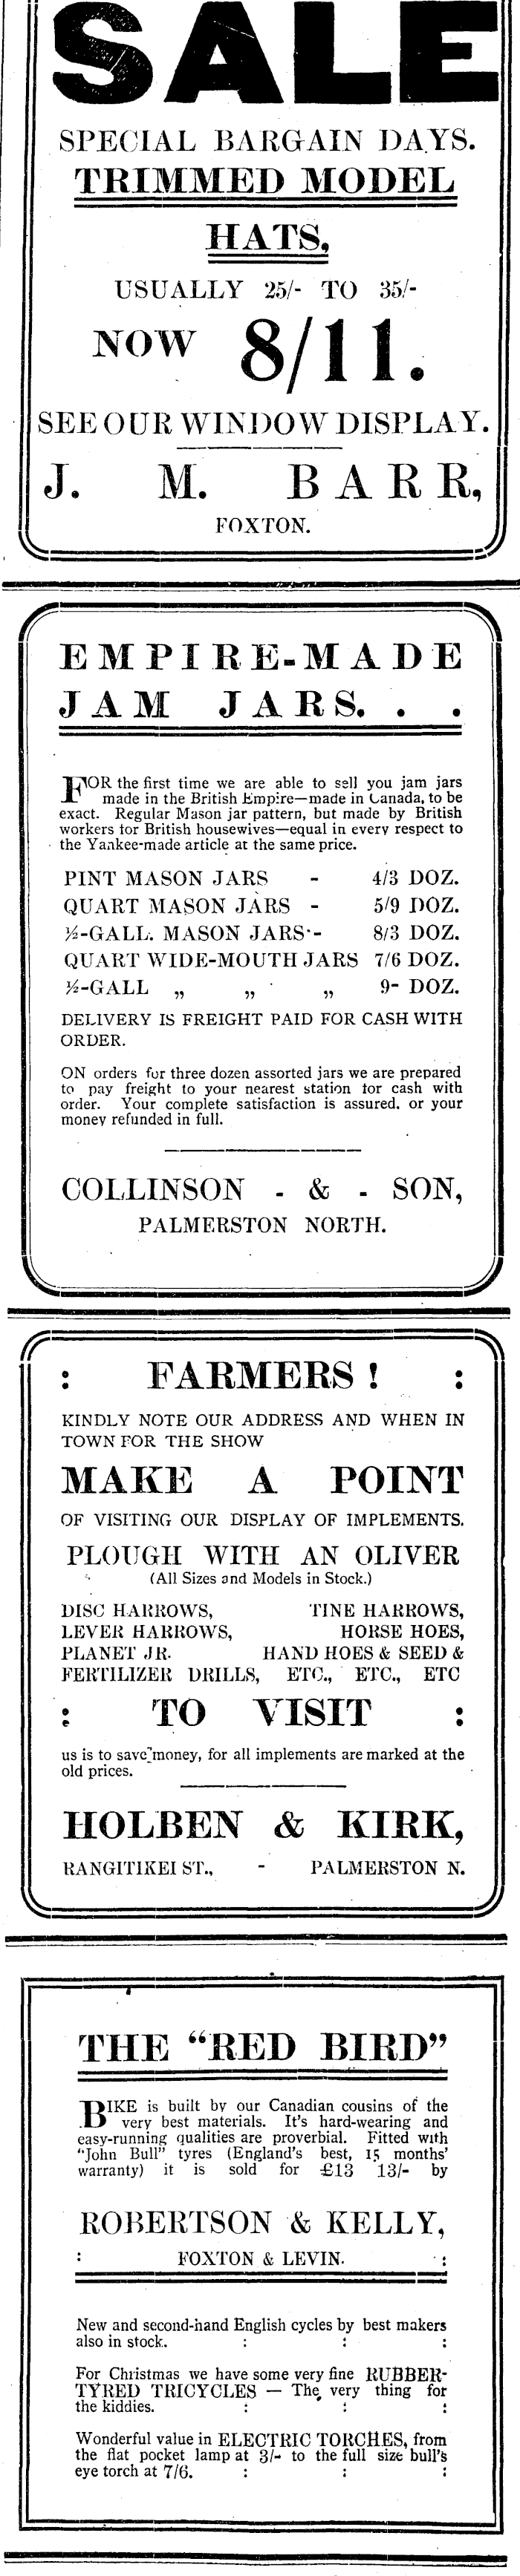 SALE
SPECIAL BARGAIN DAYS.
TRIMMED MODEL
HATS,
USUALLY 25/- TO 35/-
NOW 8/11.
SEE OUR WINDOW DISPLAY.
J. M. BARR,
FOXTON.
EMPIRE-MADE
JAM JARS. . .
FOR the first time we are able to sell you jam jars
made in the British Empire—made in Canada, to be
exact. Regular Mason jar pattern, but made by British
workers for British housewives—equal in every respect to
the Yankee-made article at the same price.
PINT MASON JARS - 4/3 DOZ.
QUART MASON JARS - 5/9 DOZ.
½-GALL. MASON JARS - 8/3 DOZ.
QUART WIDE-MOUTH JARS 7/6 DOZ.
½-GALL „ „ „ 9- DOZ.
DELIVERY IS FREIGHT PAID FOR CASH WITH
ORDER.
ON orders for three dozen assorted jars we are prepared
to pay freight to your nearest station for cash with
order. Your complete satisfaction is assured, or your
money refunded in full.
COLLINSON - & - SON,
PALMERSTON NORTH.
: FARMERS! :
KINDLY NOTE OUR ADDRESS AND WHEN IN
TOWN FOR THE SHOW
MAKE A POINT
OF VISITING OUR DISPLAY OF IMPLEMENTS.
PLOUGH WITH AN OLIVER
(All Sizes and Models in Stock.)
DISC HARROWS, TINE HARROWS,
LEVER HARROWS, HORSE HOES,
PLANET JR. HAND HOES & SEED &
FERTILIZER DRILLS, ETC., ETC., ETC
: TO VISIT :
us is to save money, for all implements are marked at the
old prices.
HOLBEN & KIRK,
RANGITIKEI ST., - PALMERSTON N.
THE "RED BIRD"
BIKE is built by our Canadian cousins of the
very best materials. It's hard-wearing and
easy-running qualities are proverbial. Fitted with
"John Bull" tyres (England's best, 15 months'
warranty) it is sold for £13 13/- by
ROBERTSON & KELLY,
: FOXTON & LEVIN. :
New and second-hand English cycles by best makers
also in stock. : : :
For Christmas we have some very fine RUBBER-
TYRED TRICYCLES — The very thing for
the kiddies. : : :
Wonderful value in ELECTRIC TORCHES, from
the flat pocket lamp at 3/- to the full size bull's
eye torch at 7/6. : : :